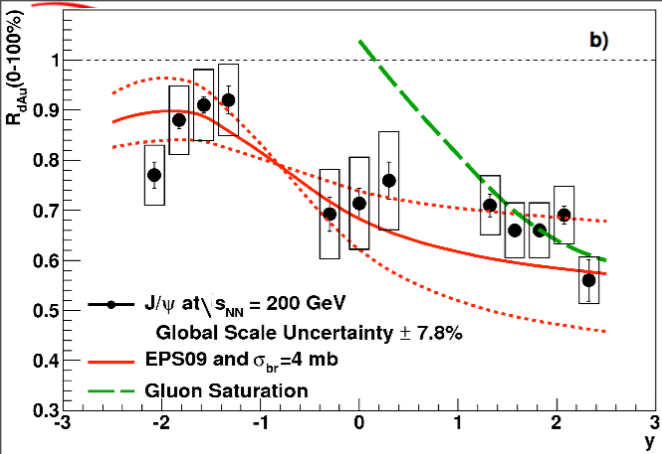 b)
R_dAu(0-100%)
1
0.9
0.8
0.7
0.6
0.5
0.4
0.3
J/ψ at √s_NN = 200 GeV
Global Scale Uncertainty ± 7.8%
EPS09 and σ_br=4 mb
Gluon Saturation
-3 -2 -1 0 1 2 3
y